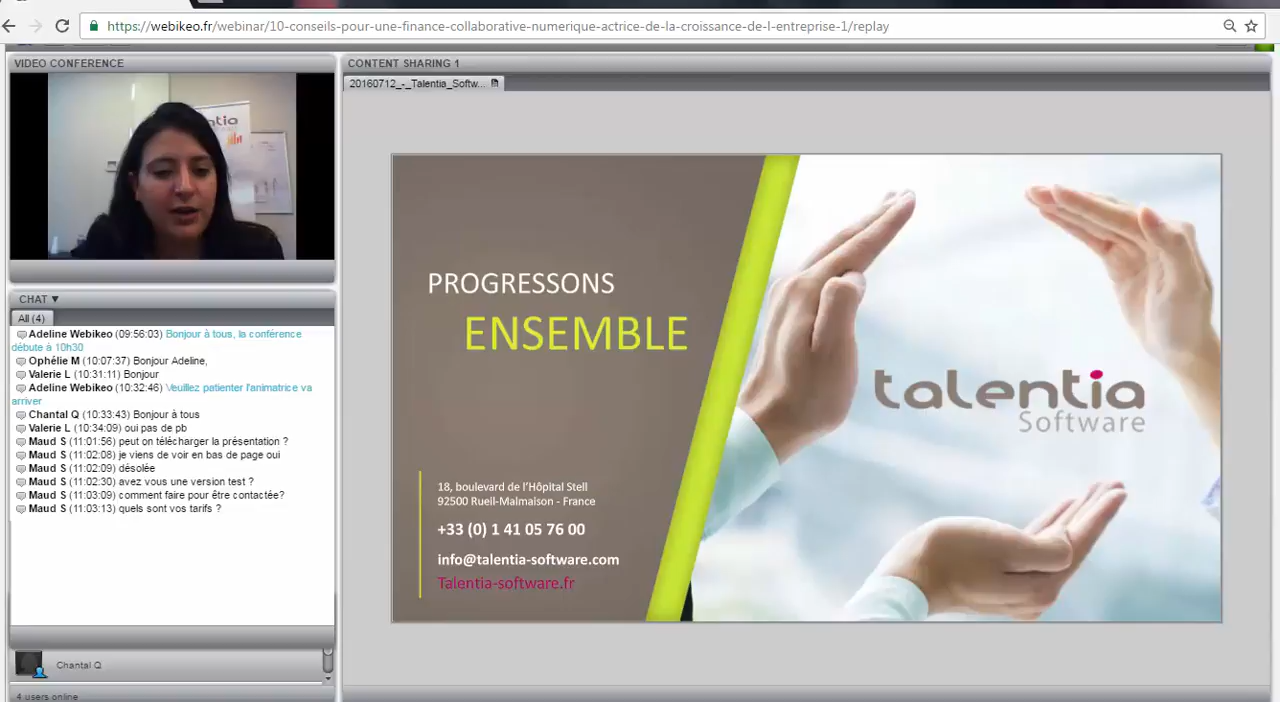 https://webikeo.fr/webinar/10-conseils-pour-une-finance-collaborative-numerique-actrice-de-la-croissance-de-l-entreprise-1/replay
VIDEO CONFERENCE
CONTENT SHARING 1
20160712_-_Talentia_Softw...
CHAT ▼
All (4)
Adeline Webikeo (09:56:03) Bonjour à tous, la conférence
débute à 10h30
Ophélie M (10:07:37) Bonjour Adeline,
Valerie L (10:31:11) Bonjour
Adeline Webikeo (10:32:46) Veuillez patienter l'animatrice va
arriver
Chantal Q (10:33:43) Bonjour à tous
Valerie L (10:34:09) oui pas de pb
Maud S (11:01:56) peut on télécharger la présentation ?
Maud S (11:02:08) je viens de voir en bas de page oui
Maud S (11:02:09) désolée
Maud S (11:02:30) avez vous une version test ?
Maud S (11:03:09) comment faire pour être contactée?
Maud S (11:03:13) quels sont vos tarifs ?
Chantal Q
4 users online
PROGRESSONS
ENSEMBLE
18, boulevard de l'Hôpital Stell
92500 Rueil-Malmaison - France
+33 (0) 1 41 05 76 00
info@talentia-software.com
Talentia-software.fr
talentia
Software